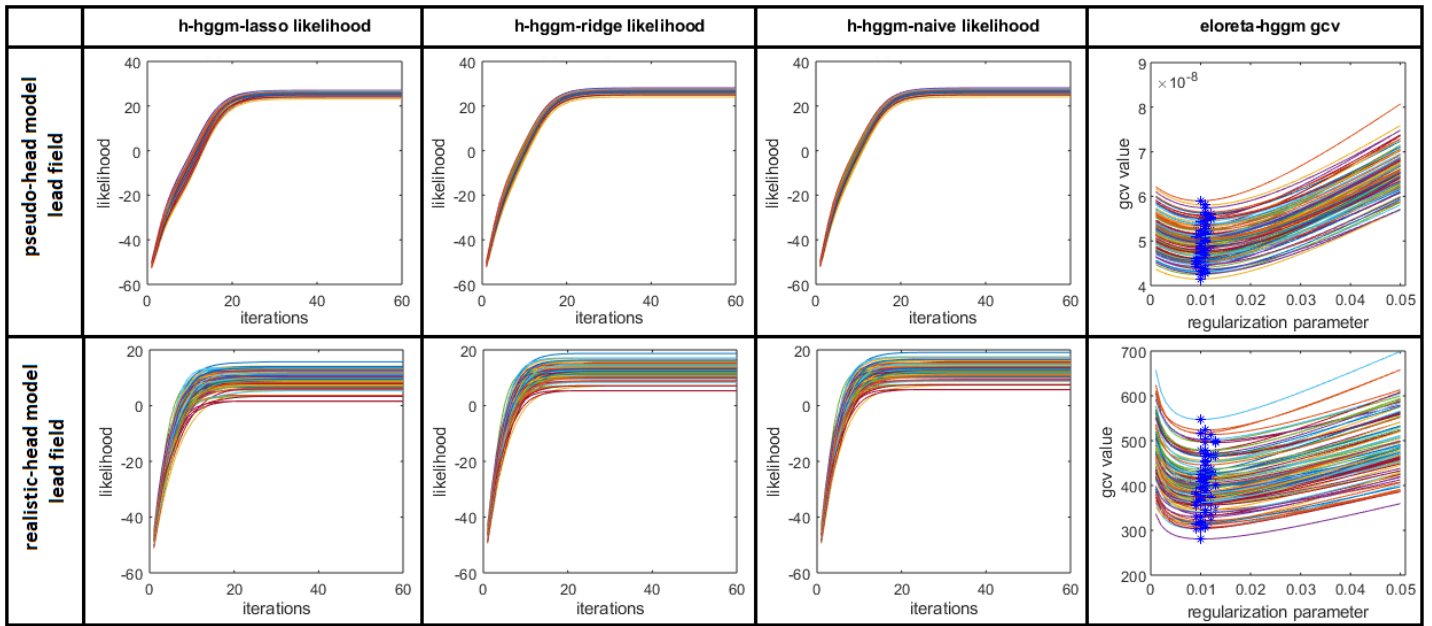 h-hggm-lasso likelihood h-hggm-ridge likelihood h-hggm-naive likelihood eloreta-hggm gcv
pseudo-head model
lead field
40
20
0
-20
-40
-60
likelihood
0 20 40 60
iterations
40
20
0
-20
-40
-60
likelihood
0 20 40 60
iterations
40
20
0
-20
-40
-60
likelihood
0 20 40 60
iterations
9
×10⁻⁸
8
7
6
5
4
gcv value
0 0.01 0.02 0.03 0.04 0.05
regularization parameter
realistic-head model
lead field
20
0
-20
-40
-60
likelihood
0 20 40 60
iterations
20
0
-20
-40
-60
likelihood
0 20 40 60
iterations
20
0
-20
-40
-60
likelihood
0 20 40 60
iterations
700
600
500
400
300
200
gcv value
0 0.01 0.02 0.03 0.04 0.05
regularization parameter